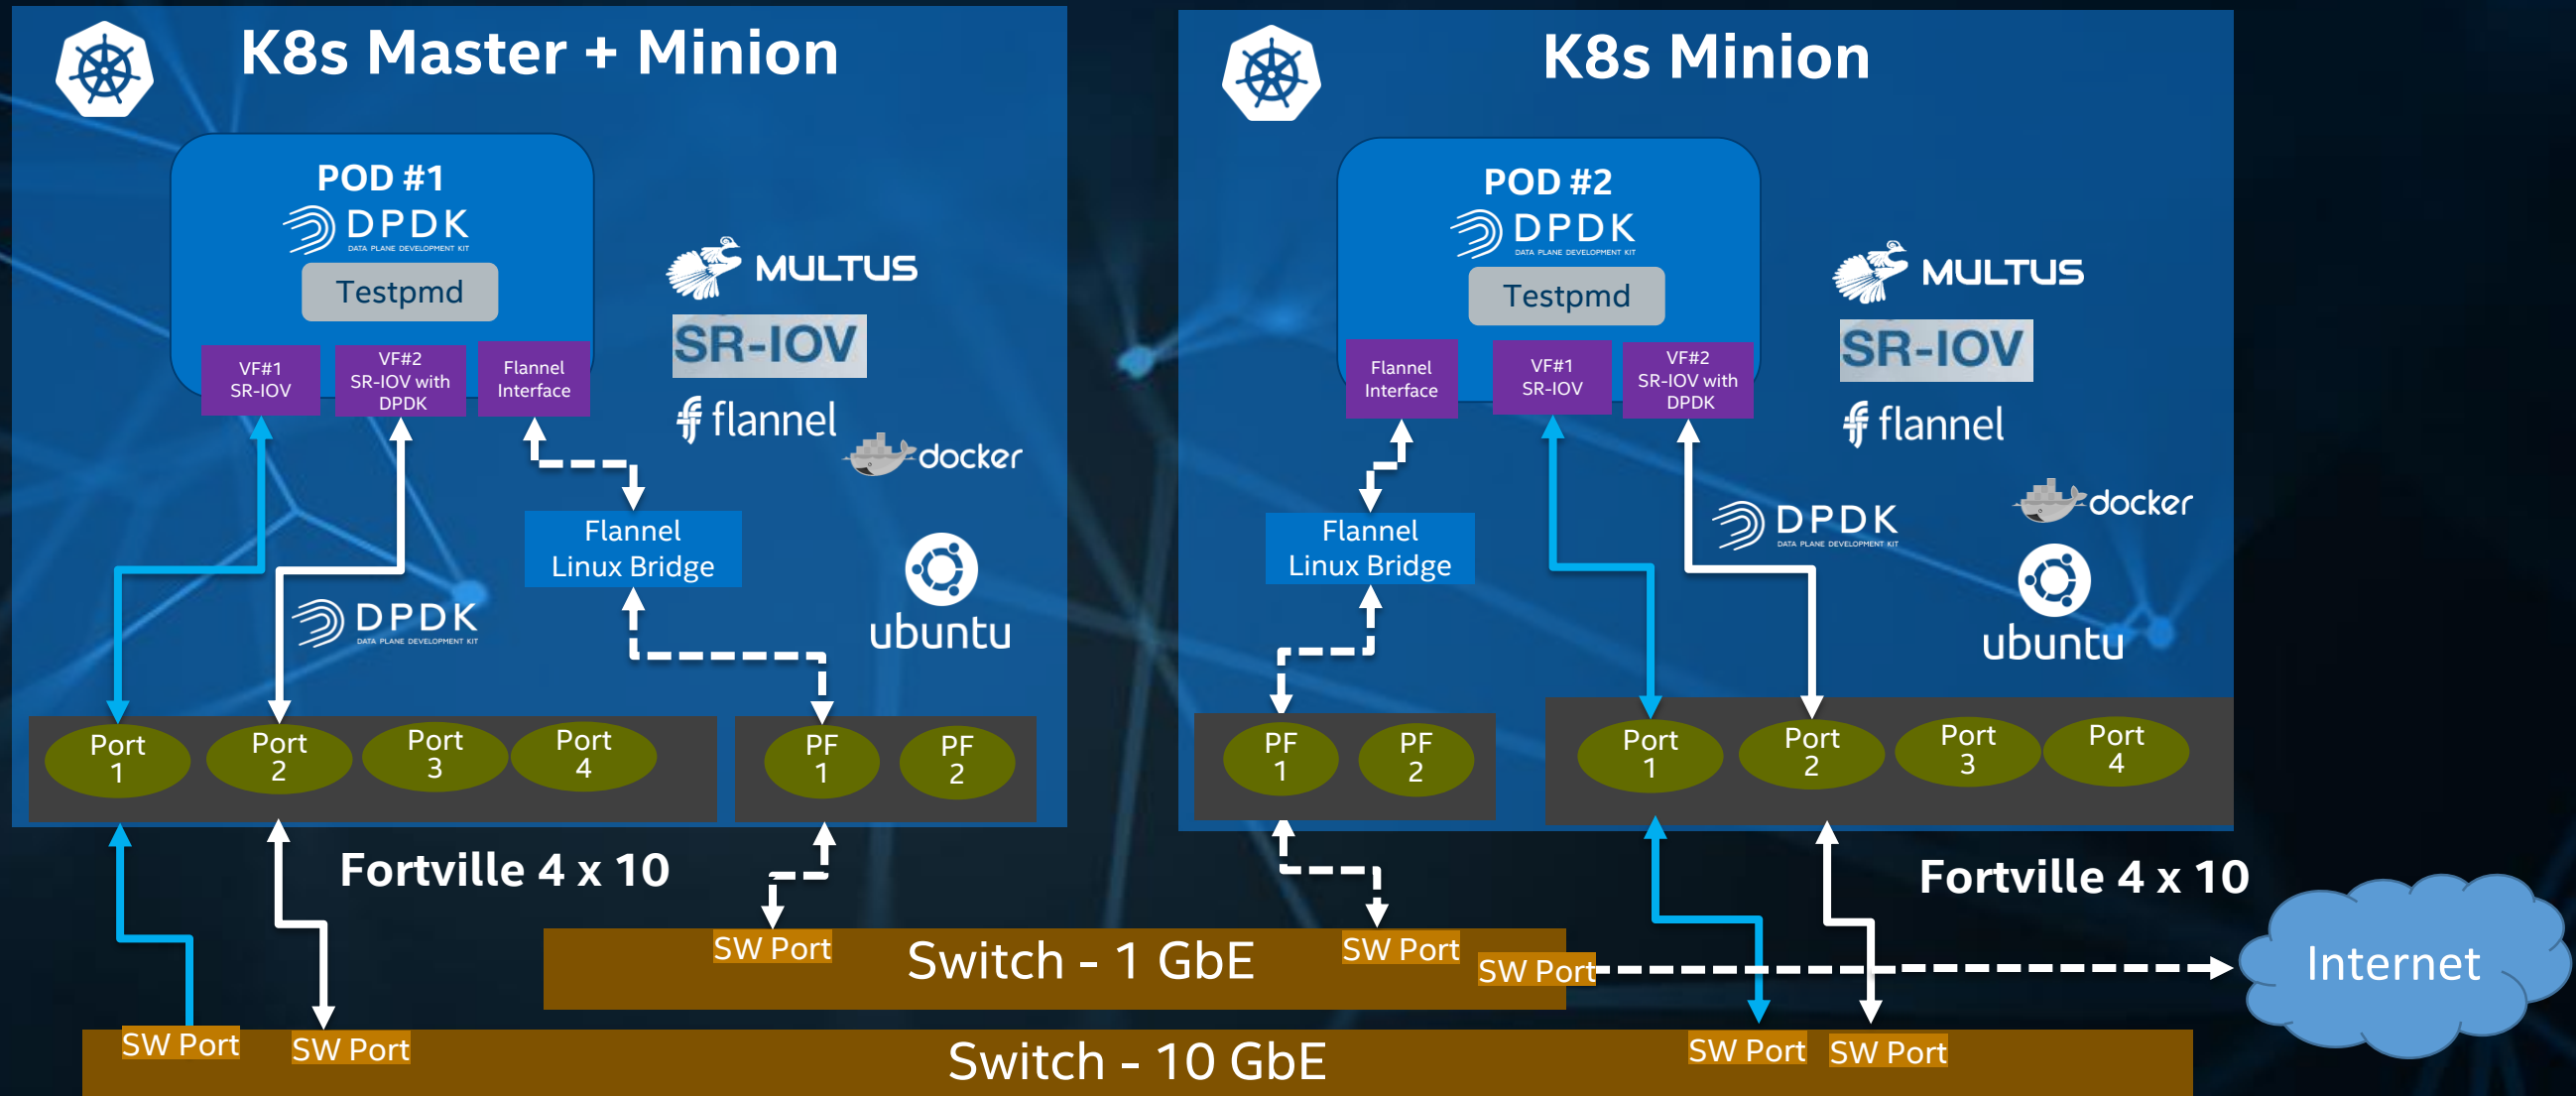 K8s Master + Minion
POD #1
DPDK
DATA PLANE DEVELOPMENT KIT
Testpmd
VF#1
SR-IOV
VF#2
SR-IOV with
DPDK
Flannel
Interface
MULTUS
SR-IOV
flannel
docker
Flannel
Linux Bridge
DPDK
DATA PLANE DEVELOPMENT KIT
ubuntu
Port
1
Port
2
Port
3
Port
4
PF
1
PF
2
Fortville 4 x 10
K8s Minion
POD #2
DPDK
DATA PLANE DEVELOPMENT KIT
Testpmd
Flannel
Interface
VF#1
SR-IOV
VF#2
SR-IOV with
DPDK
MULTUS
SR-IOV
flannel
docker
Flannel
Linux Bridge
DPDK
DATA PLANE DEVELOPMENT KIT
ubuntu
PF
1
PF
2
Port
1
Port
2
Port
3
Port
4
Fortville 4 x 10
SW Port
Switch - 1 GbE
SW Port
SW Port
Internet
SW Port
SW Port
Switch - 10 GbE
SW Port
SW Port